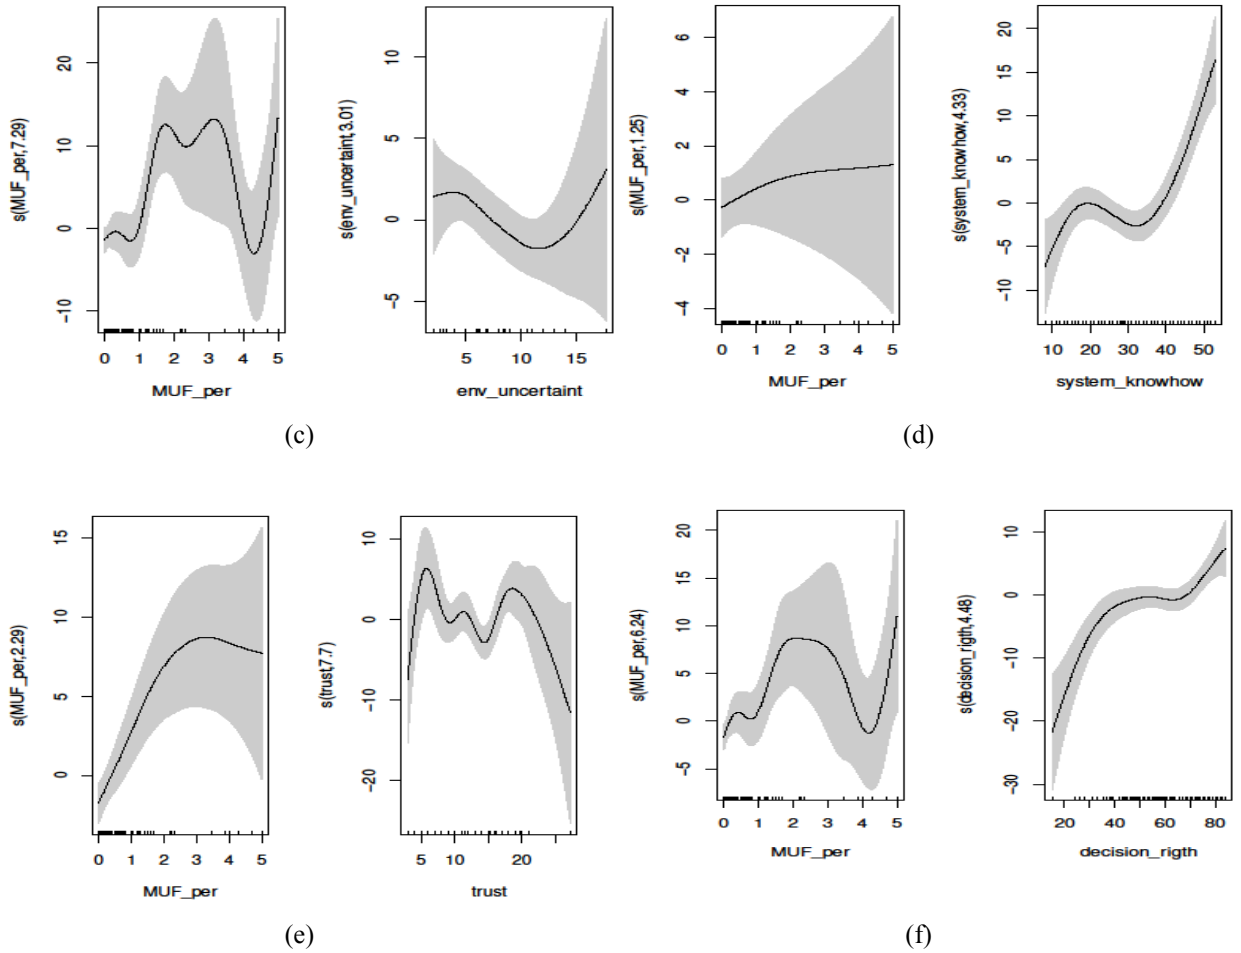 s(MUF_per,7.29)
20
10
0
−10
0 1 2 3 4 5
MUF_per
s(env_uncertaint,3.01)
10
5
0
−5
5 10 15
env_uncertaint
(c)
s(MUF_per,1.25)
6
4
2
0
−2
−4
0 1 2 3 4 5
MUF_per
s(system_knowhow,4.33)
20
15
10
5
0
−5
−10
10 20 30 40 50
system_knowhow
(d)
s(MUF_per,2.29)
15
10
5
0
0 1 2 3 4 5
MUF_per
s(trust,7.7)
10
0
−10
−20
5 10 20
trust
(e)
s(MUF_per,6.24)
20
15
10
5
0
−5
0 1 2 3 4 5
MUF_per
s(decision_rigth,4.48)
10
0
−10
−20
−30
20 40 60 80
decision_rigth
(f)